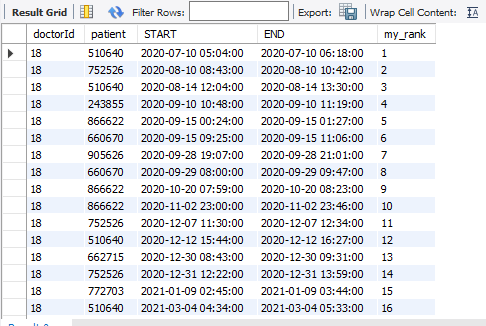 Result Grid Filter Rows: Export: Wrap Cell Content:
doctorId patient START END my_rank
18 510640 2020-07-10 05:04:00 2020-07-10 06:18:00 1
18 752526 2020-08-10 08:43:00 2020-08-10 10:42:00 2
18 510640 2020-08-14 12:04:00 2020-08-14 13:30:00 3
18 243855 2020-09-10 10:48:00 2020-09-10 11:19:00 4
18 866622 2020-09-15 00:24:00 2020-09-15 01:27:00 5
18 660670 2020-09-15 09:25:00 2020-09-15 11:06:00 6
18 905626 2020-09-28 19:07:00 2020-09-28 21:01:00 7
18 660670 2020-09-29 08:00:00 2020-09-29 09:47:00 8
18 866622 2020-10-20 07:59:00 2020-10-20 08:23:00 9
18 866622 2020-11-02 23:00:00 2020-11-02 23:46:00 10
18 752526 2020-12-07 11:30:00 2020-12-07 12:34:00 11
18 510640 2020-12-12 15:44:00 2020-12-12 16:27:00 12
18 662715 2020-12-30 08:43:00 2020-12-30 09:31:00 13
18 752526 2020-12-31 12:22:00 2020-12-31 13:59:00 14
18 772703 2021-01-09 02:45:00 2021-01-09 03:44:00 15
18 510640 2021-03-04 04:34:00 2021-03-04 05:33:00 16